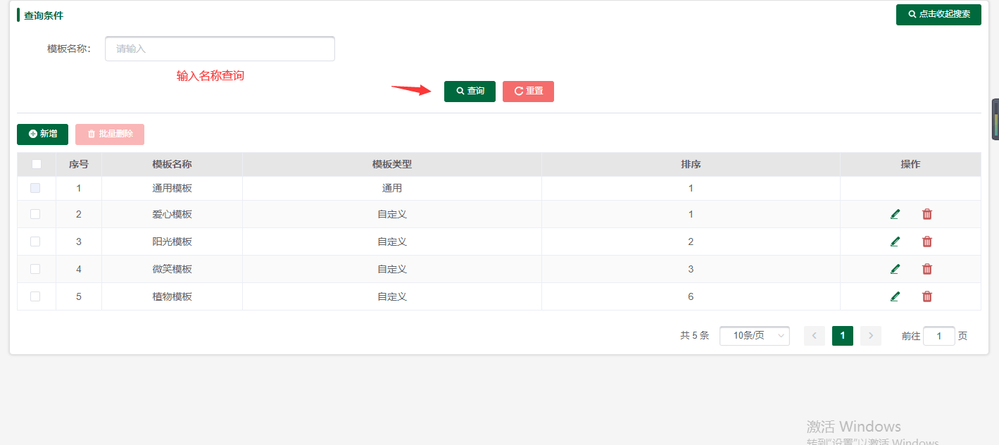 查询条件
点击收起搜索
模板名称：
请输入
输入名称查询
查询 重置
新增 批量删除
序号 模板名称 模板类型 排序 操作
1 通用模板 通用 1
2 爱心模板 自定义 1
3 阳光模板 自定义 2
4 微笑模板 自定义 3
5 植物模板 自定义 6
共 5 条 10条/页 1 前往 1 页
激活 Windows
转到"设置"以激活 Windows